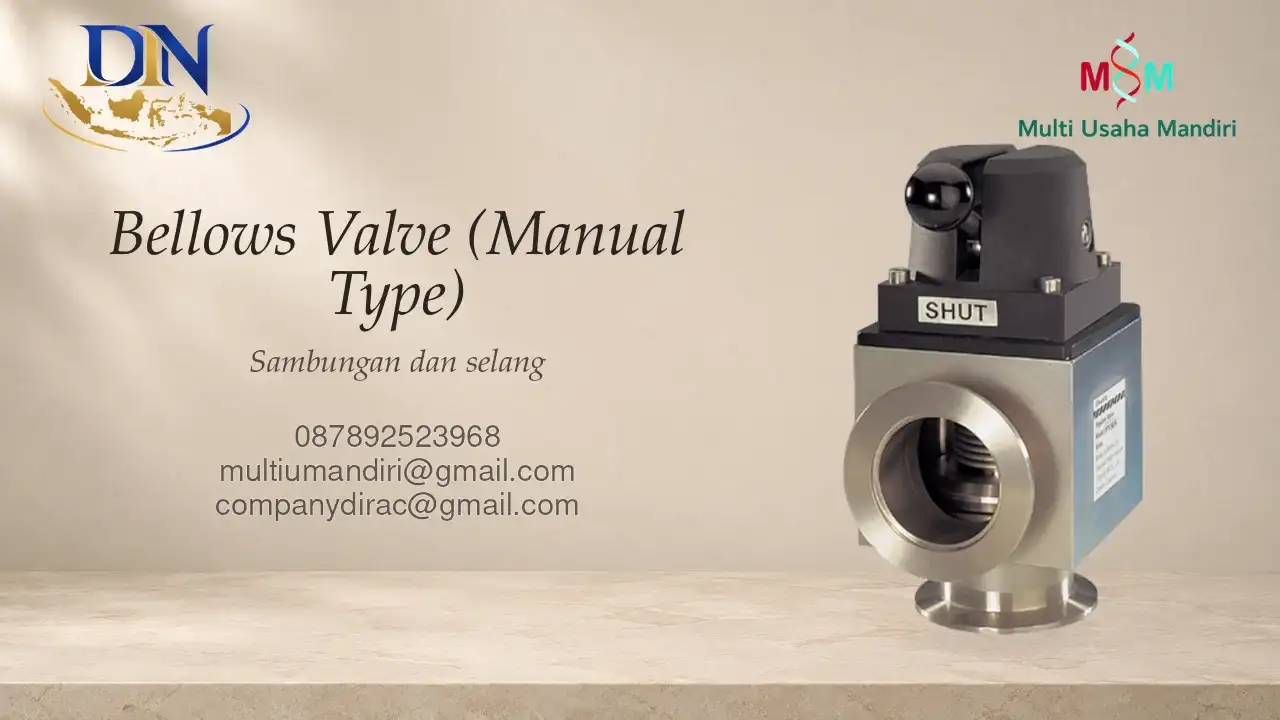 DIN
MSM
Multi Usaha Mandiri
Bellows Valve (Manual
Type)
Sambungan dan selang
087892523968
multiumandiri@gmail.com
companydirac@gmail.com
SHUT